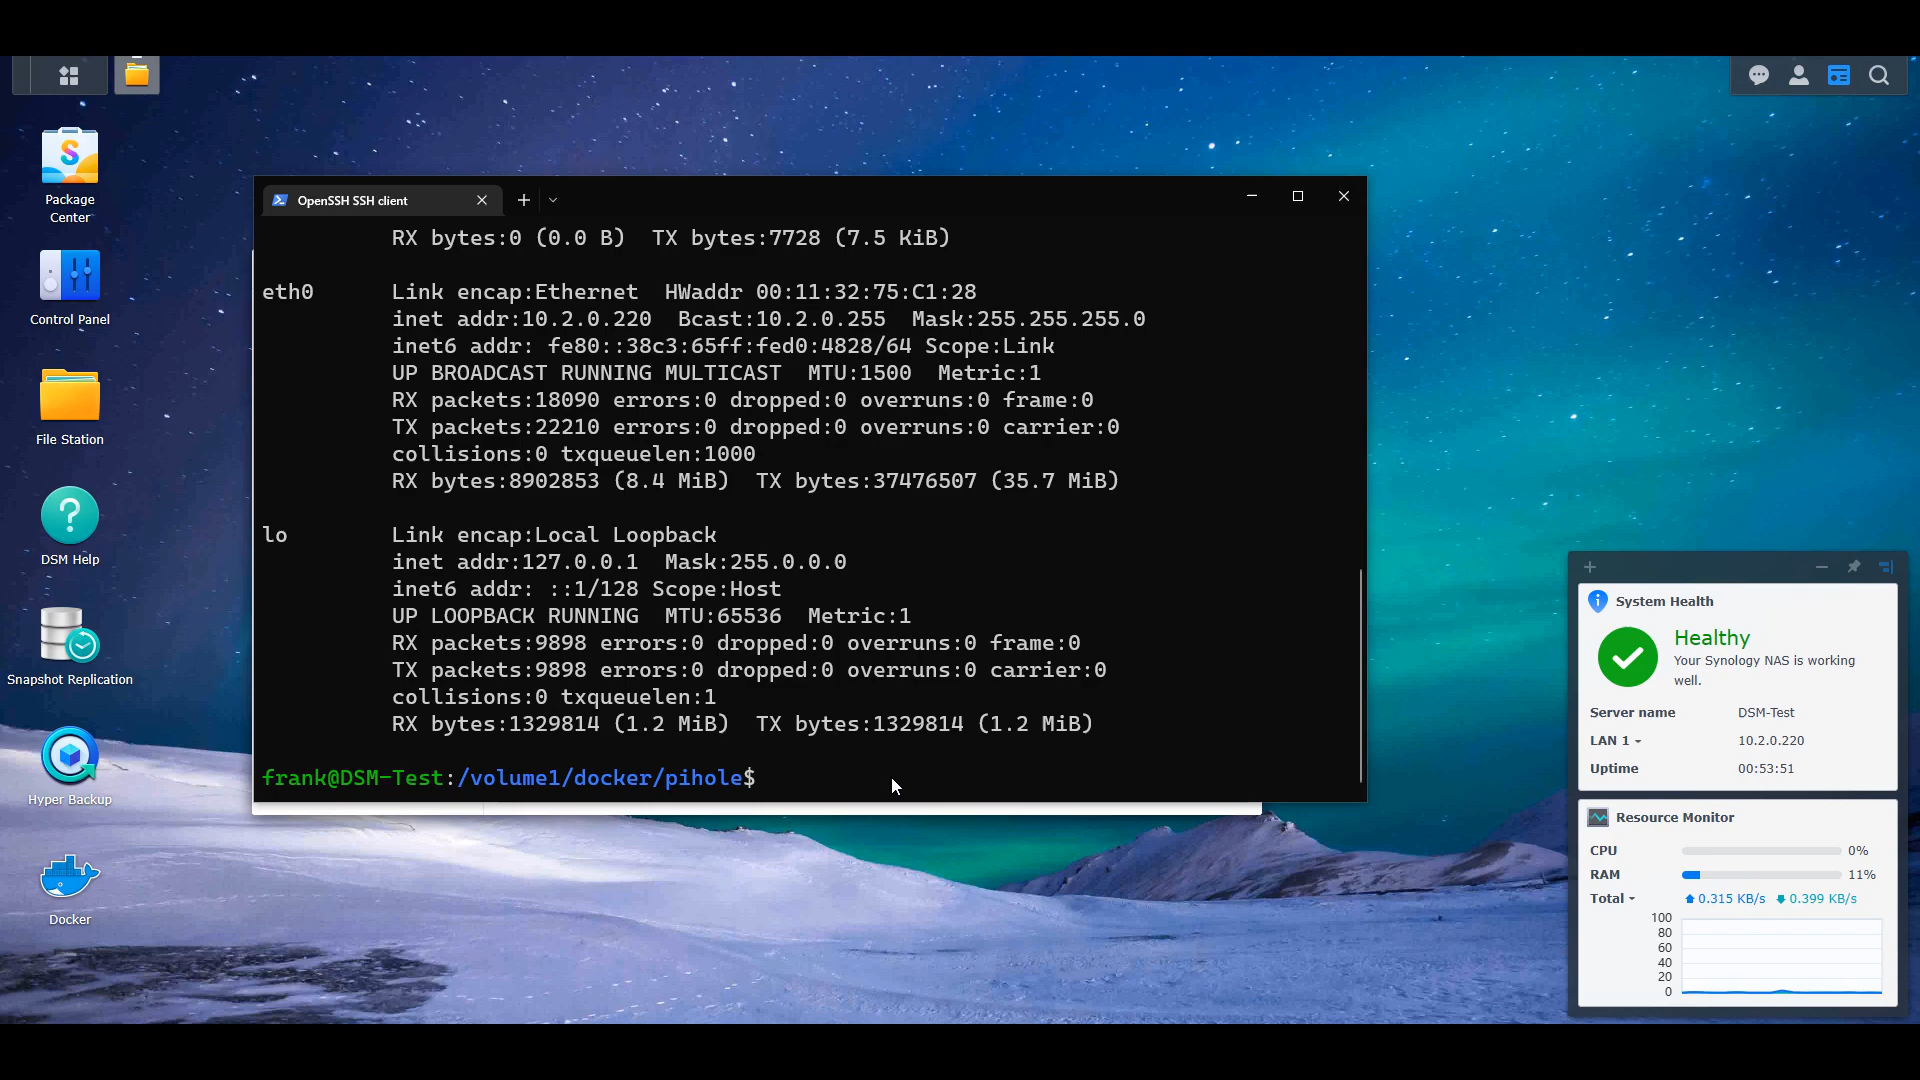 Package
Center
Control Panel
File Station
DSM Help
Snapshot Replication
Hyper Backup
Docker
OpenSSH SSH client
RX bytes:0 (0.0 B)  TX bytes:7728 (7.5 KiB)
eth0      Link encap:Ethernet  HWaddr 00:11:32:75:C1:28
inet addr:10.2.0.220  Bcast:10.2.0.255  Mask:255.255.255.0
inet6 addr: fe80::38c3:65ff:fed0:4828/64 Scope:Link
UP BROADCAST RUNNING MULTICAST  MTU:1500  Metric:1
RX packets:18090 errors:0 dropped:0 overruns:0 frame:0
TX packets:22210 errors:0 dropped:0 overruns:0 carrier:0
collisions:0 txqueuelen:1000
RX bytes:8902853 (8.4 MiB)  TX bytes:37476507 (35.7 MiB)
lo        Link encap:Local Loopback
inet addr:127.0.0.1  Mask:255.0.0.0
inet6 addr: ::1/128 Scope:Host
UP LOOPBACK RUNNING  MTU:65536  Metric:1
RX packets:9898 errors:0 dropped:0 overruns:0 frame:0
TX packets:9898 errors:0 dropped:0 overruns:0 carrier:0
collisions:0 txqueuelen:1
RX bytes:1329814 (1.2 MiB)  TX bytes:1329814 (1.2 MiB)
frank@DSM-Test:/volume1/docker/pihole$
System Health
Healthy
Your Synology NAS is working
well.
Server name DSM-Test
LAN 1 10.2.0.220
Uptime 00:53:51
Resource Monitor
CPU 0%
RAM 11%
Total 0.315 KB/s 0.399 KB/s
100
80
60
40
20
0